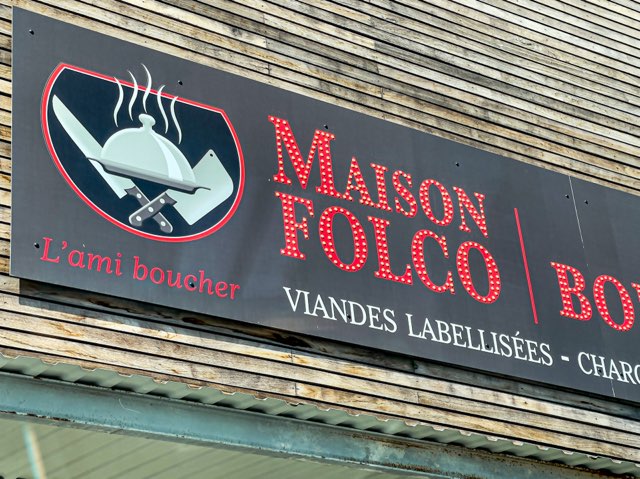 L'ami boucher
MAISON
FOLCO
VIANDES LABELLISÉES -